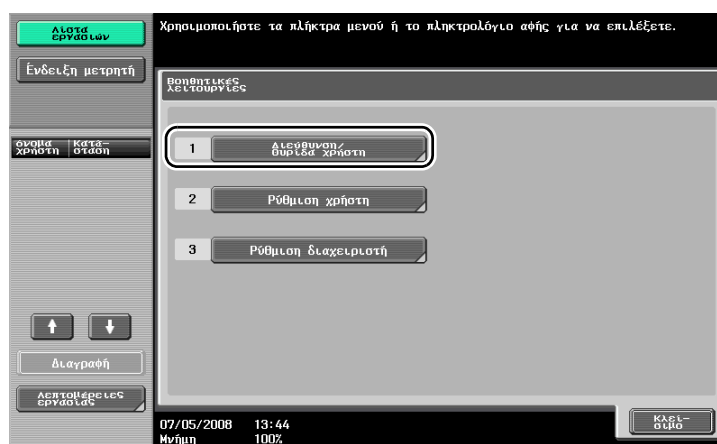 Λίστα
εργασιών
Χρησιμοποιήστε τα πλήκτρα μενού ή το πληκτρολόγιο αφής για να επιλέξετε.
Ένδειξη μετρητή
Βοηθητικές
λειτουργίες
όνομα
χρήστη
Κατά-
σταση
1
Διεύθυνση/
Θυρίδα χρήστη
2
Ρύθμιση χρήστη
3
Ρύθμιση διαχειριστή
Διαγραφή
Λεπτομέρειες
εργασίας
07/05/2008 13:44
Μνήμη 100%
Κλεί-
σιμο